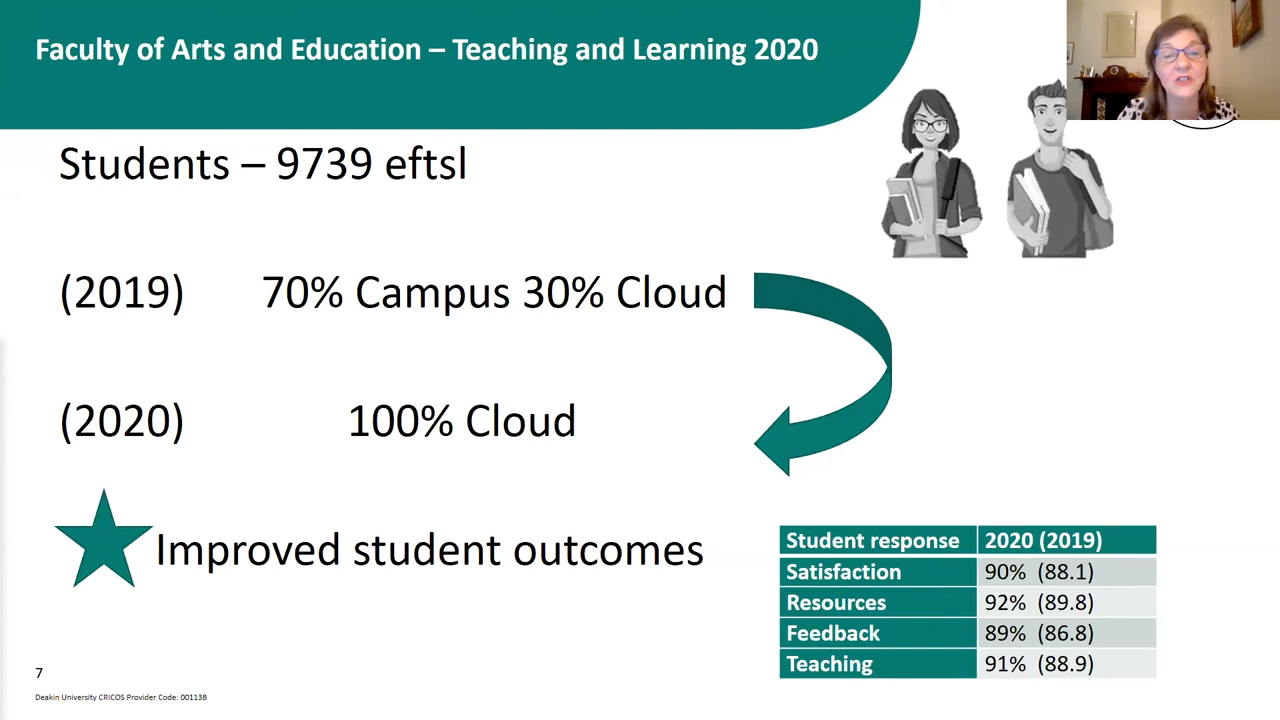 Faculty of Arts and Education – Teaching and Learning 2020
Students – 9739 eftsl
(2019) 70% Campus 30% Cloud
(2020) 100% Cloud
Improved student outcomes
Student response 2020 (2019)
Satisfaction 90% (88.1)
Resources 92% (89.8)
Feedback 89% (86.8)
Teaching 91% (88.9)
7
Deakin University CRICOS Provider Code: 00113B